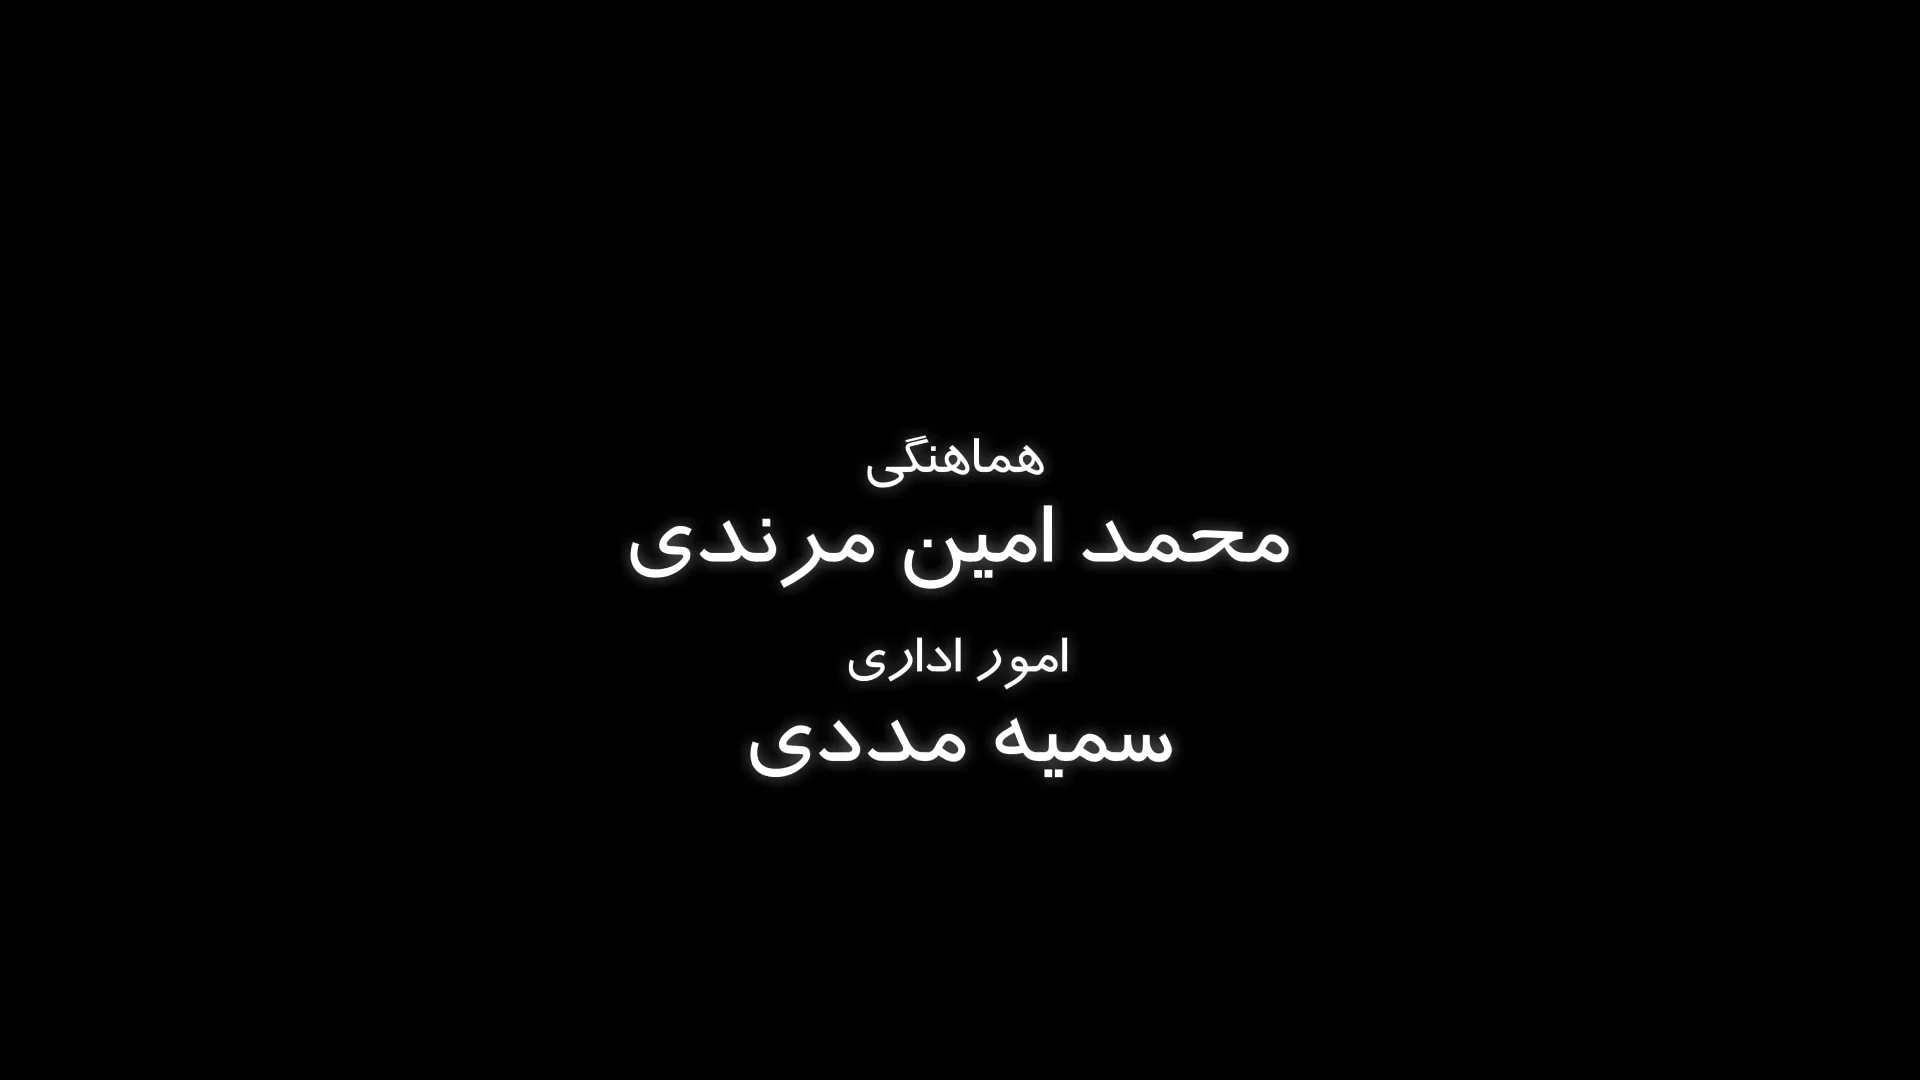 هماهنگی
محمد امین مرندی
امور اداری
سمیه مددی